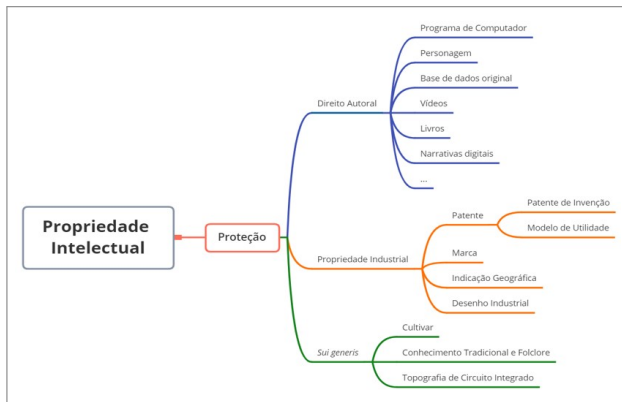 Propriedade
Intelectual
Proteção
Direito Autoral
Programa de Computador
Personagem
Base de dados original
Vídeos
Livros
Narrativas digitais
...
Propriedade Industrial
Patente
Patente de Invenção
Modelo de Utilidade
Marca
Indicação Geográfica
Desenho Industrial
Sui generis
Cultivar
Conhecimento Tradicional e Folclore
Topografia de Circuito Integrado